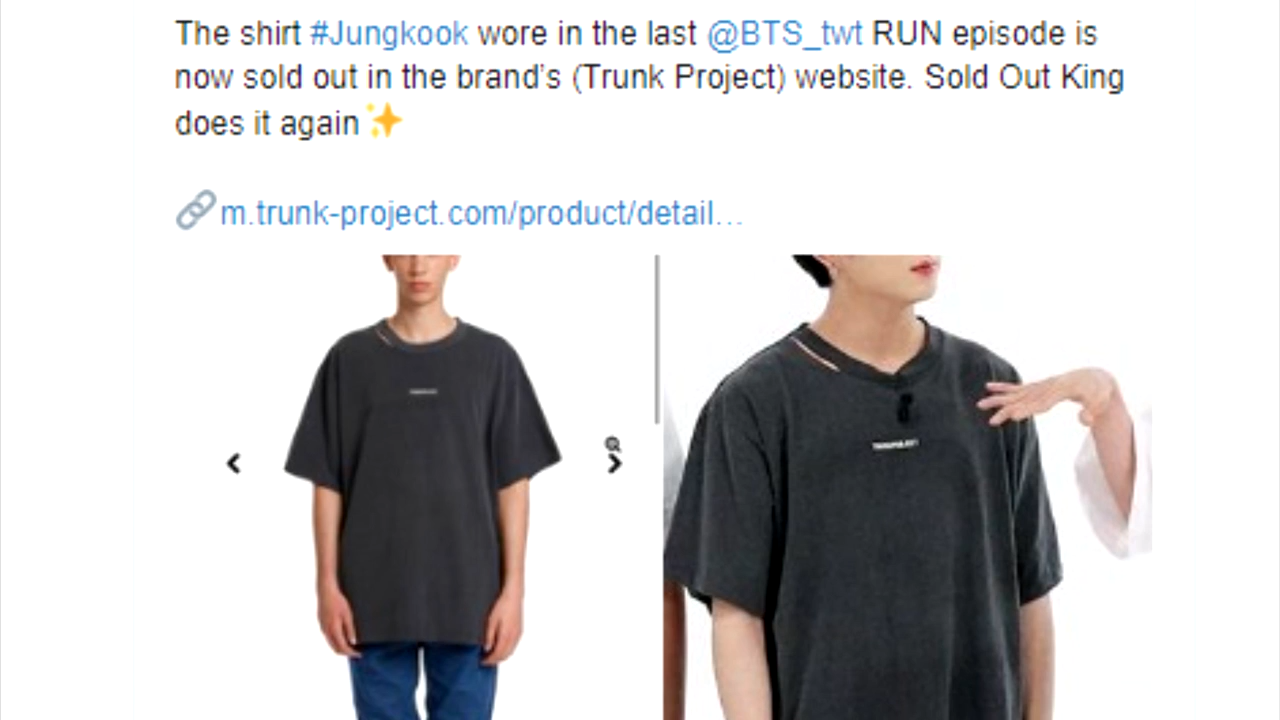 The shirt #Jungkook wore in the last @BTS_twt RUN episode is
now sold out in the brand's (Trunk Project) website. Sold Out King
does it again✨
🔗m.trunk-project.com/product/detail…